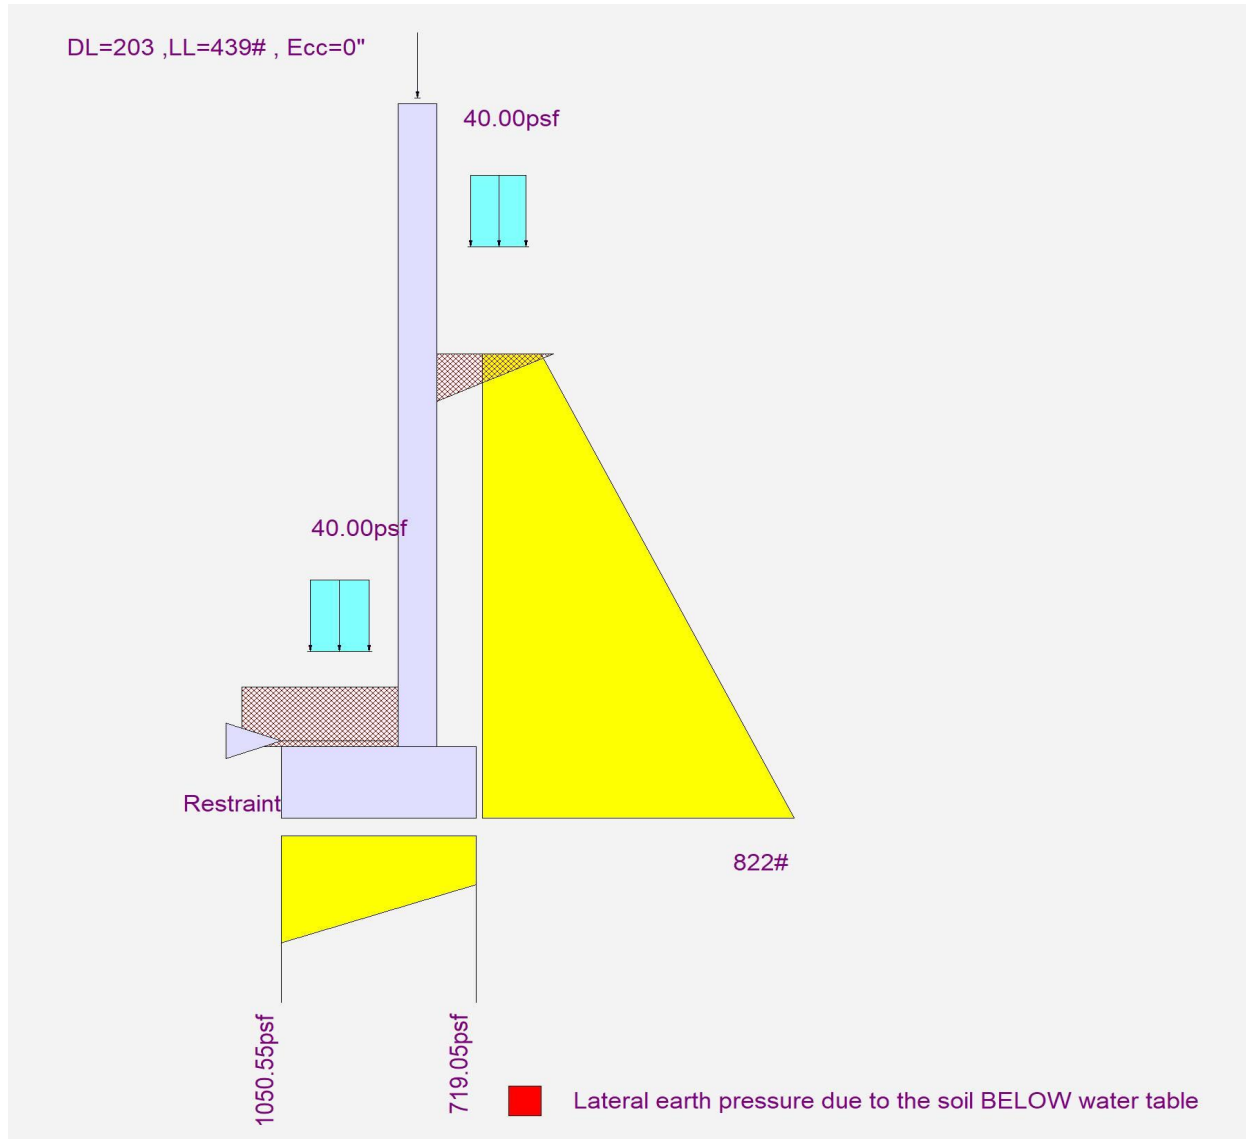 DL=203 ,LL=439# , Ecc=0"
40.00psf
40.00psf
Restraint
822#
1050.55psf
719.05psf
Lateral earth pressure due to the soil BELOW water table